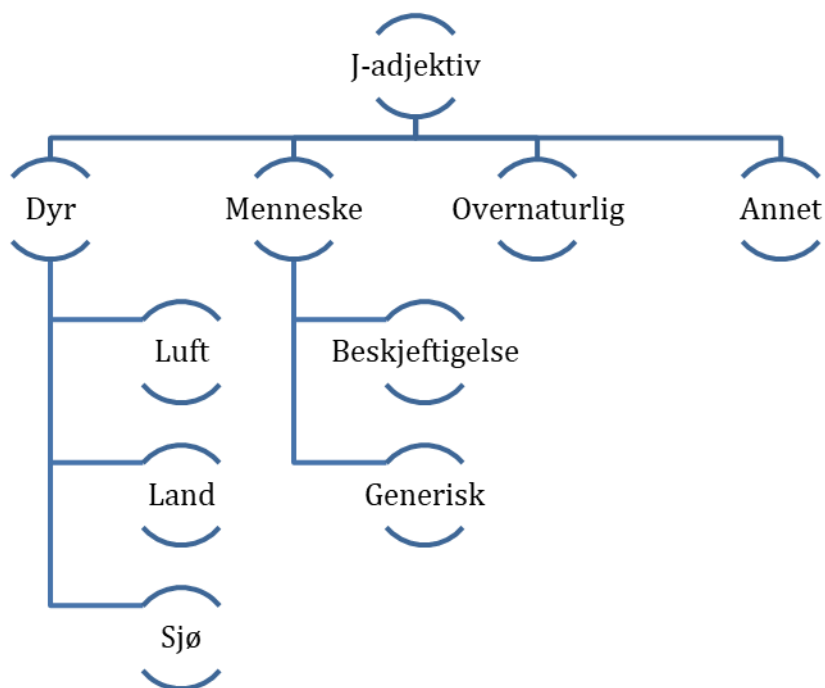 J-adjektiv
Dyr
Menneske
Overnaturlig
Annet
Luft
Beskjeftigelse
Land
Generisk
Sjø